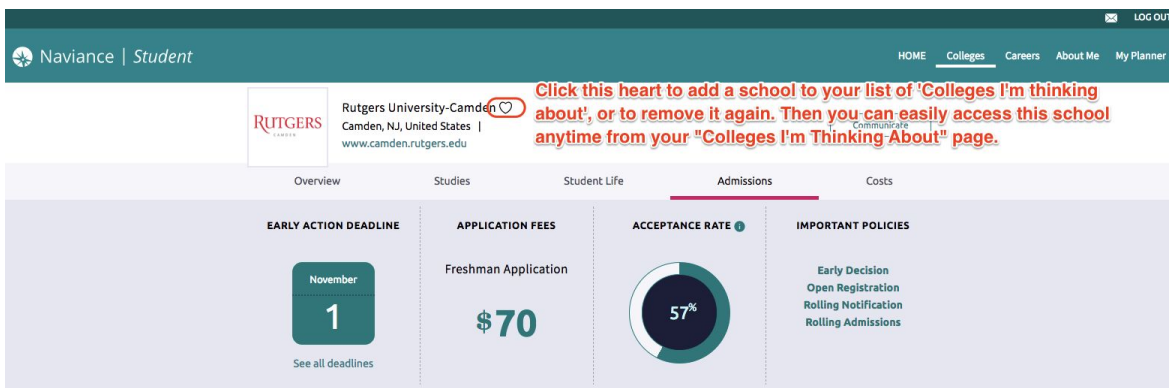 LOG OUT
Naviance | Student
HOME Colleges Careers About Me My Planner
RUTGERS
CAMDEN
Rutgers University-Camden
Camden, NJ, United States |
www.camden.rutgers.edu
Click this heart to add a school to your list of 'Colleges I'm thinking
about', or to remove it again. Then you can easily access this school
anytime from your "Colleges I'm Thinking About" page.
Communicate
Overview Studies Student Life Admissions Costs
EARLY ACTION DEADLINE
November
1
See all deadlines
APPLICATION FEES
Freshman Application
$70
ACCEPTANCE RATE
57%
IMPORTANT POLICIES
Early Decision
Open Registration
Rolling Notification
Rolling Admissions